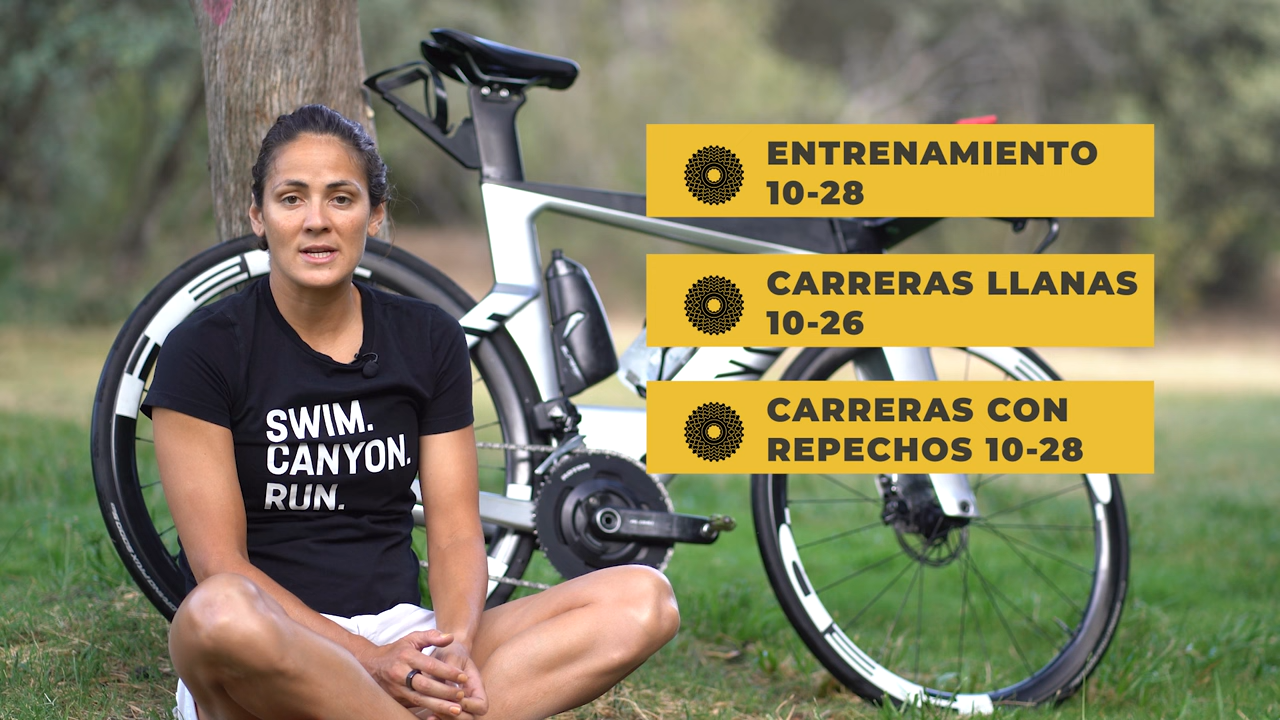 ENTRENAMIENTO
10-28
CARRERAS LLANAS
10-26
CARRERAS CON
REPECHOS 10-28
SWIM.
CANYON.
RUN.